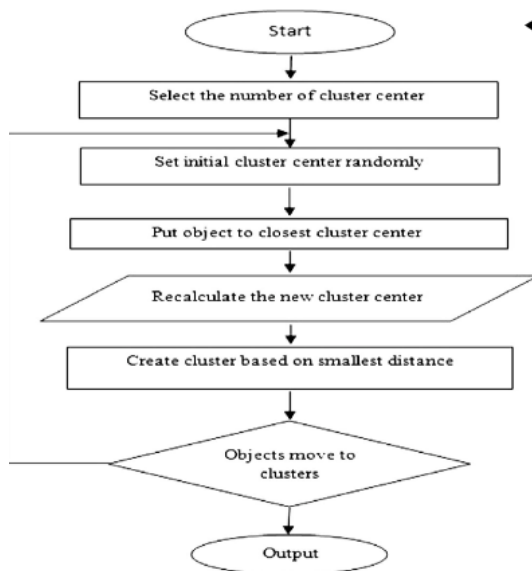 Start
Select the number of cluster center
Set initial cluster center randomly
Put object to closest cluster center
Recalculate the new cluster center
Create cluster based on smallest distance
Objects move to
clusters
Output